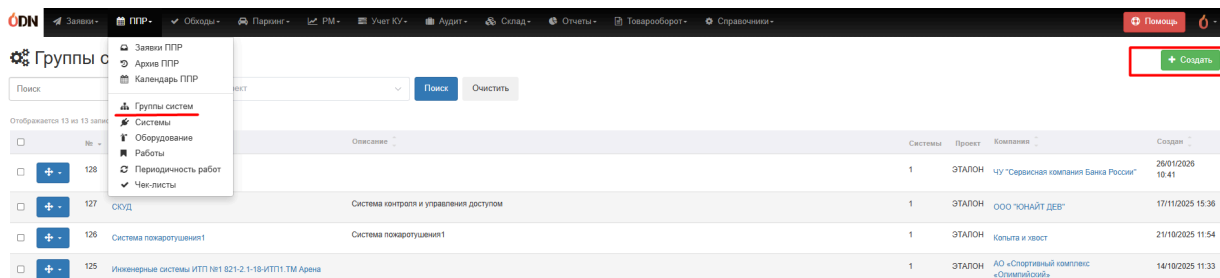 ODN Заявки ППР Обходы Паркинг РМ Учет КУ Аудит Склад Отчеты Товарооборот Справочники Помощь
Группы с
Создать
Заявки ППР
Архив ППР
Календарь ППР
Группы систем
Системы
Оборудование
Работы
Периодичность работ
Чек-листы
Поиск Поиск Очистить
Отображается 13 из 13
№ Описание Системы Проект Компания Создан
128 1 ЭТАЛОН ЧУ "Сервисная компания Банка России" 26/01/2026
10:41
127 СКУД Система контроля и управления доступом 1 ЭТАЛОН ООО "ЮНАЙТ ДЕВ" 17/11/2025 15:36
126 Система пожаротушения1 Система пожаротушения1 1 ЭТАЛОН Копыта и хвост 21/10/2025 11:54
125 Инженерные системы ИТП №1 821-2.1-18-ИТП1.ТМ Арена 1 ЭТАЛОН АО «Спортивный комплекс
«Олимпийский» 14/10/2025 11:33